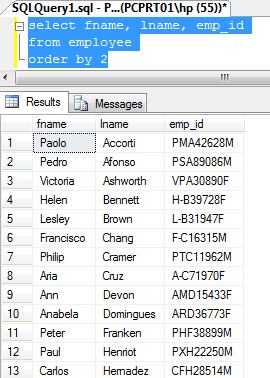 SQLQuery1.sql - P...(PCPRT01\hp (55))*
select fname, lname, emp_id
from employee
order by 2
Results Messages
fname lname emp_id
1 Paolo Accorti PMA42628M
2 Pedro Afonso PSA89086M
3 Victoria Ashworth VPA30890F
4 Helen Bennett H-B39728F
5 Lesley Brown L-B31947F
6 Francisco Chang F-C16315M
7 Philip Cramer PTC11962M
8 Aria Cruz A-C71970F
9 Ann Devon AMD15433F
10 Anabela Domingues ARD36773F
11 Peter Franken PHF38899M
12 Paul Henriot PXH22250M
13 Carlos Hernadez CFH28514M